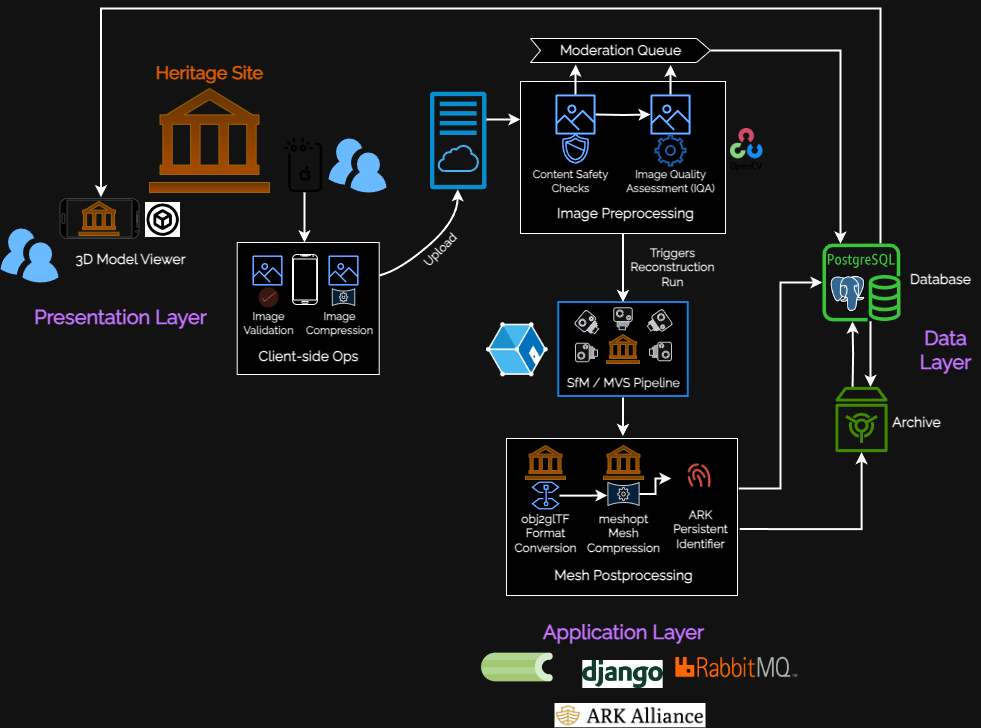 Moderation Queue
Heritage Site
Content Safety
Checks
Image Quality
Assessment (IQA)
OpenCV
Image Preprocessing
3D Model Viewer
Upload
Triggers
Reconstruction
Run
PostgreSQL
Database
Image
Validation
Image
Compression
Client-side Ops
Presentation Layer
Data
Layer
SfM / MVS Pipeline
Archive
obj2glTF
Format
Conversion
meshopt
Mesh
Compression
ARK
Persistent
Identifier
Mesh Postprocessing
Application Layer
django
RabbitMQ
ARK Alliance